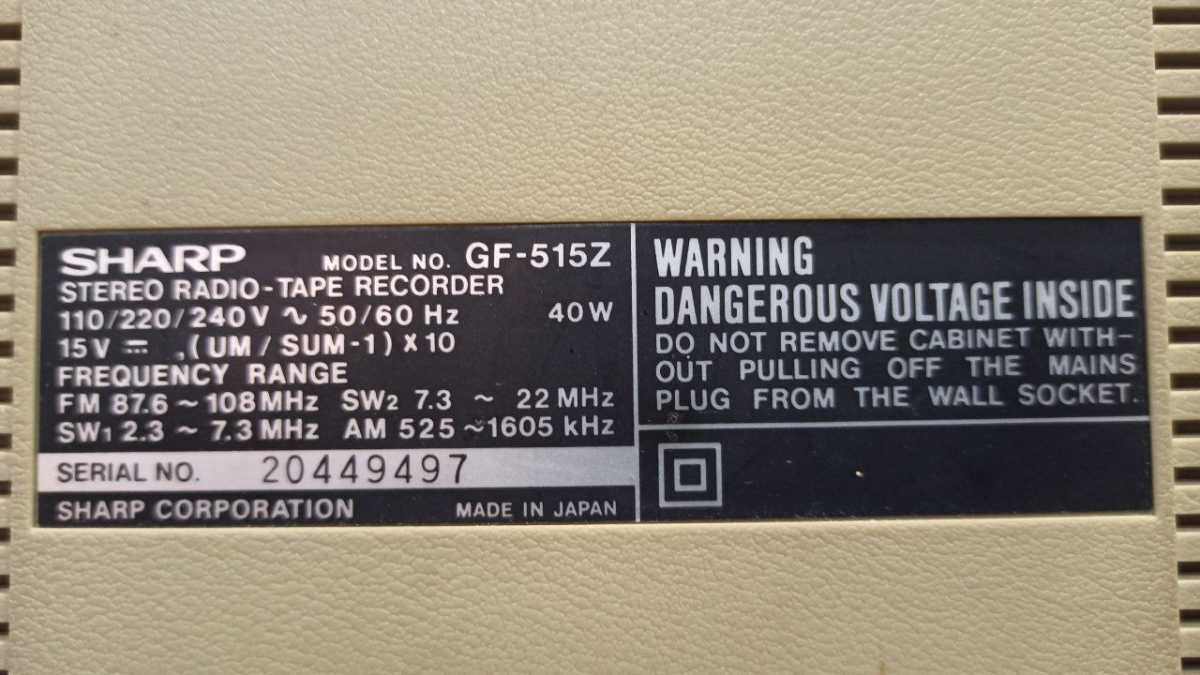 SHARP MODEL NO. GF-515Z
STEREO RADIO-TAPE RECORDER
110/220/240V ∿ 50/60 Hz 40W
15V ⎓ ,(UM/SUM-1) X 10
FREQUENCY RANGE
FM 87.6 ~ 108MHz SW2 7.3 ~ 22 MHz
SW1 2.3 ~ 7.3 MHz AM 525 ~1605 kHz
SERIAL NO. 20449497
SHARP CORPORATION MADE IN JAPAN
WARNING
DANGEROUS VOLTAGE INSIDE
DO NOT REMOVE CABINET WITH-
OUT PULLING OFF THE MAINS
PLUG FROM THE WALL SOCKET.